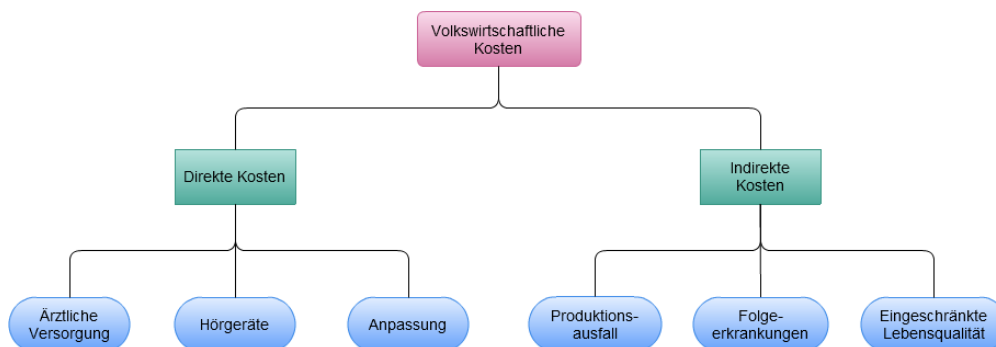 Volkswirtschaftliche
Kosten
Direkte Kosten
Indirekte
Kosten
Ärztliche
Versorgung
Hörgeräte
Anpassung
Produktions-
ausfall
Folge-
erkrankungen
Eingeschränkte
Lebensqualität